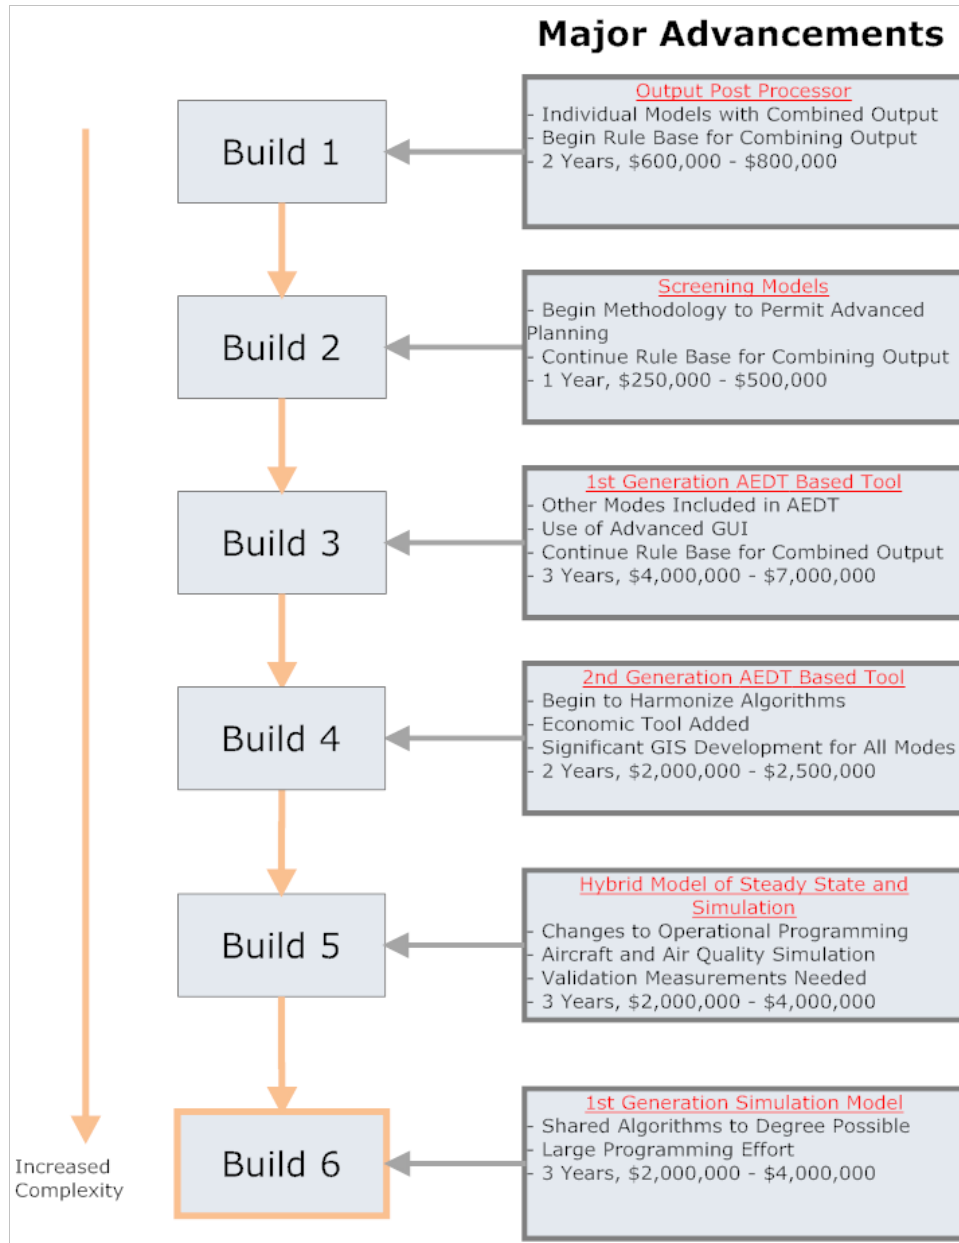 Major Advancements
Build 1
Output Post Processor
- Individual Models with Combined Output
- Begin Rule Base for Combining Output
- 2 Years, $600,000 - $800,000
Build 2
Screening Models
- Begin Methodology to Permit Advanced
Planning
- Continue Rule Base for Combining Output
- 1 Year, $250,000 - $500,000
Build 3
1st Generation AEDT Based Tool
- Other Modes Included in AEDT
- Use of Advanced GUI
- Continue Rule Base for Combined Output
- 3 Years, $4,000,000 - $7,000,000
Build 4
2nd Generation AEDT Based Tool
- Begin to Harmonize Algorithms
- Economic Tool Added
- Significant GIS Development for All Modes
- 2 Years, $2,000,000 - $2,500,000
Build 5
Hybrid Model of Steady State and
Simulation
- Changes to Operational Programming
- Aircraft and Air Quality Simulation
- Validation Measurements Needed
- 3 Years, $2,000,000 - $4,000,000
Build 6
1st Generation Simulation Model
- Shared Algorithms to Degree Possible
- Large Programming Effort
- 3 Years, $2,000,000 - $4,000,000
Increased
Complexity